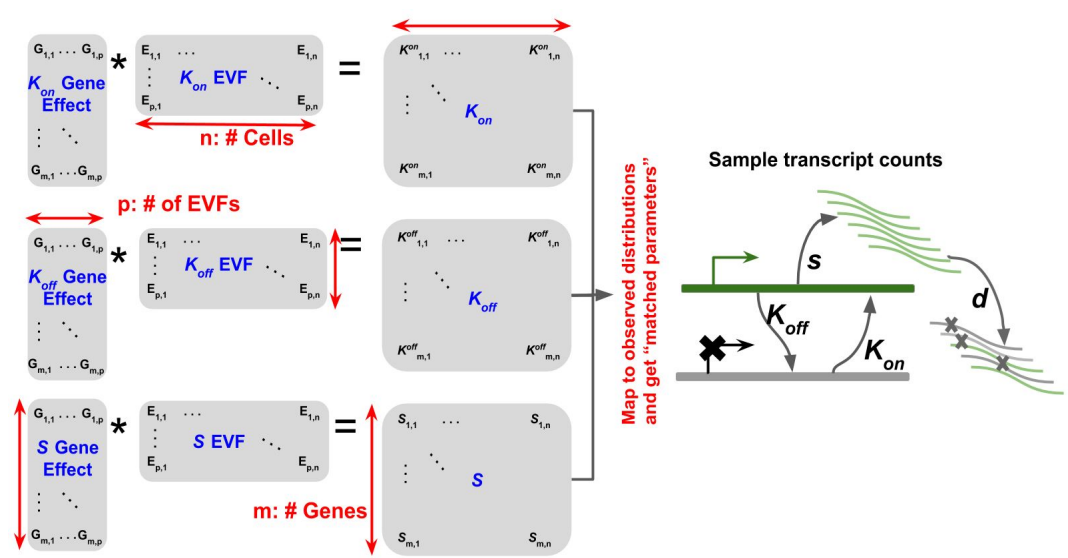 G1,1 ... G1,p
Kon Gene
Effect
Gm,1 ... Gm,p
*
E1,1 ... E1,n
Kon EVF
Ep,1 Ep,n
=
Kon1,1 ... Kon1,n
Kon
Konm,1 Konm,n
n: # Cells
p: # of EVFs
G1,1 ... G1,p
Koff Gene
Effect
Gm,1 ... Gm,p
*
E1,1 ... E1,n
Koff EVF
Ep,1 Ep,n
=
Koff1,1 ... Koff1,n
Koff
Koffm,1 Koffm,n
G1,1 ... G1,p
S Gene
Effect
Gm,1 ... Gm,p
*
E1,1 ... E1,n
S EVF
Ep,1 Ep,n
=
S1,1 ... S1,n
S
Sm,1 Sm,n
m: # Genes
Map to observed distributions
and get “matched parameters”
Sample transcript counts
s
d
Koff
Kon